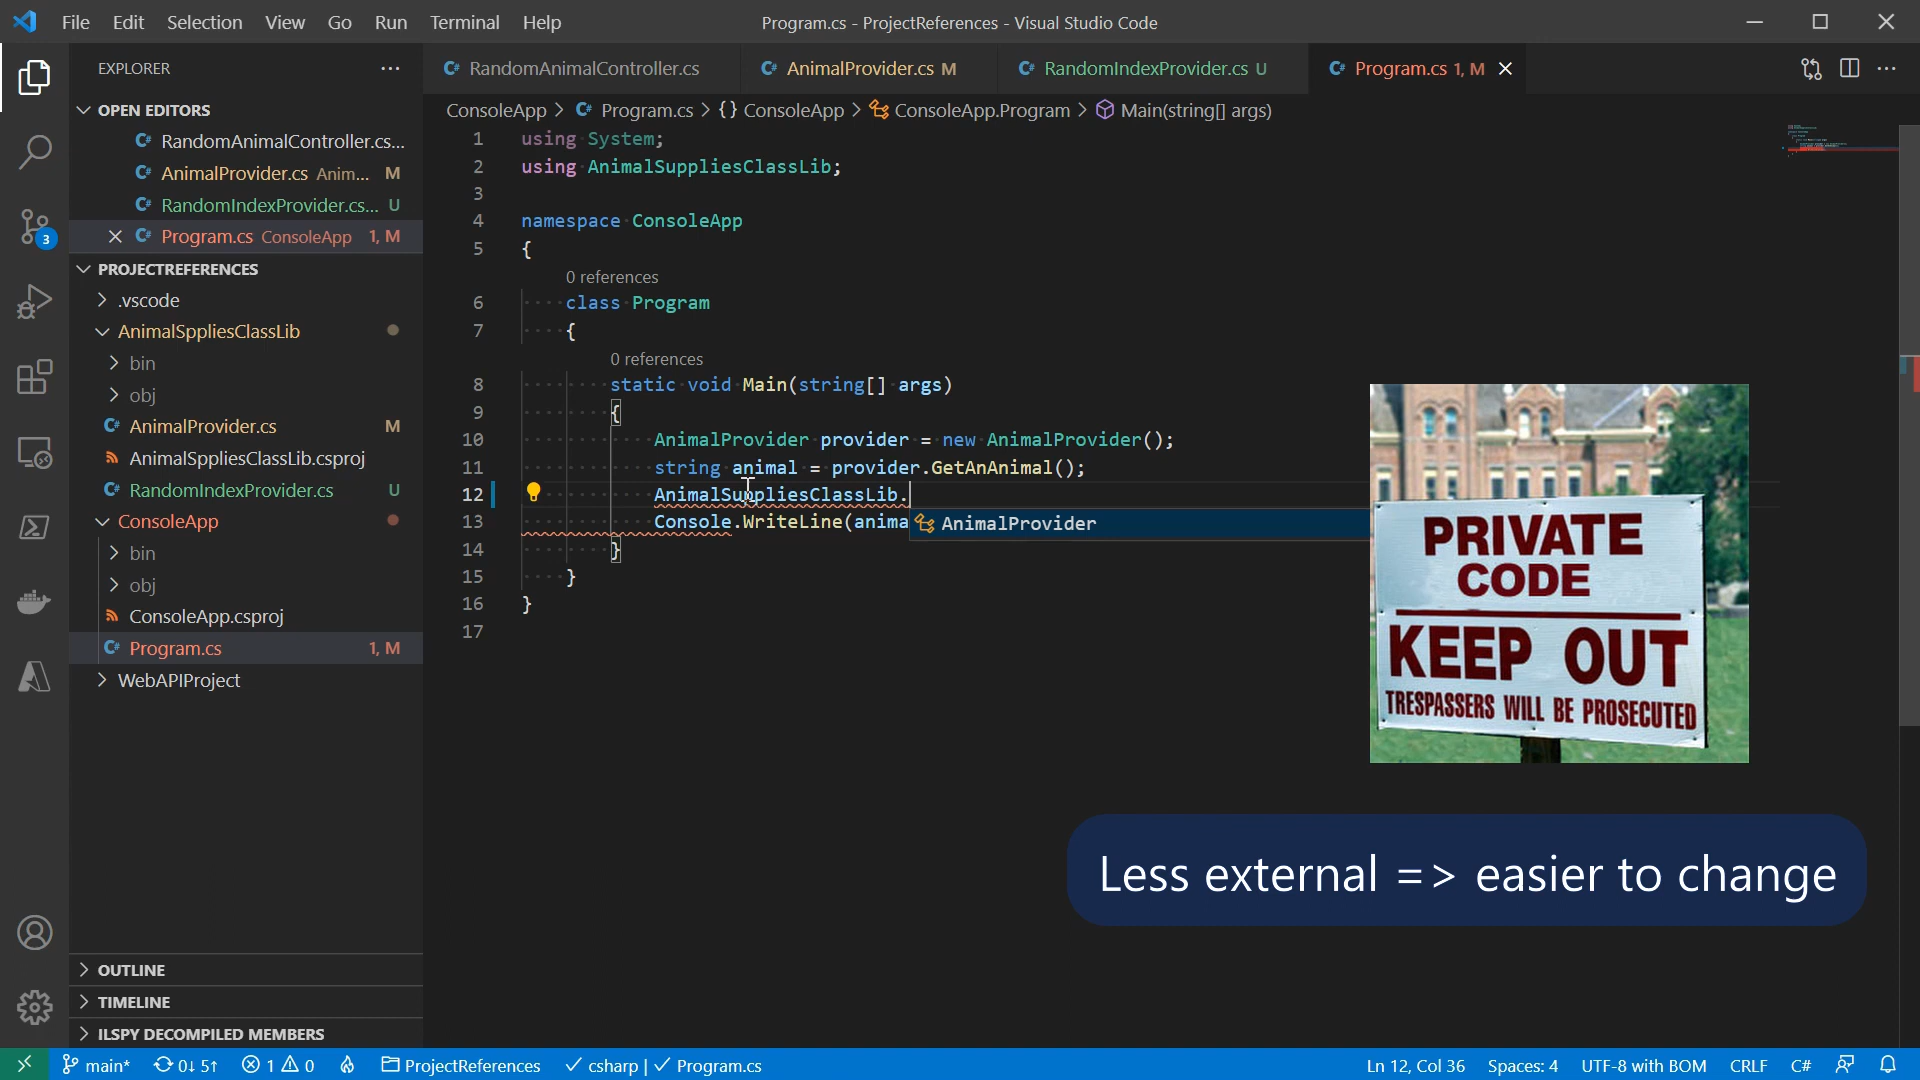 File Edit Selection View Go Run Terminal Help
Program.cs - ProjectReferences - Visual Studio Code
EXPLORER
OPEN EDITORS
RandomAnimalController.cs...
AnimalProvider.cs Anim... M
RandomIndexProvider.cs... U
Program.cs ConsoleApp 1, M
PROJECTREFERENCES
.vscode
AnimalSppliesClassLib
bin
obj
AnimalProvider.cs M
AnimalSppliesClassLib.csproj
RandomIndexProvider.cs U
ConsoleApp
bin
obj
ConsoleApp.csproj
Program.cs 1, M
WebAPIProject
OUTLINE
TIMELINE
ILSPY DECOMPILED MEMBERS
3
RandomAnimalController.cs AnimalProvider.cs M RandomIndexProvider.cs U Program.cs 1, M
ConsoleApp > Program.cs > {} ConsoleApp > ConsoleApp.Program > Main(string[] args)
1 using System;
2 using AnimalSuppliesClassLib;
3
4 namespace ConsoleApp
5 {
0 references
6 class Program
7 {
0 references
8 static void Main(string[] args)
9 {
10 AnimalProvider provider = new AnimalProvider();
11 string animal = provider.GetAnAnimal();
12 AnimalSuppliesClassLib.
13 Console.WriteLine(anima
AnimalProvider
14 }
15 }
16 }
17
PRIVATE
CODE
KEEP OUT
TRESPASSERS WILL BE PROSECUTED
Less external => easier to change
main* 0↓ 5↑ 1 0 ProjectReferences ✓ csharp | ✓ Program.cs
Ln 12, Col 36 Spaces: 4 UTF-8 with BOM CRLF C#